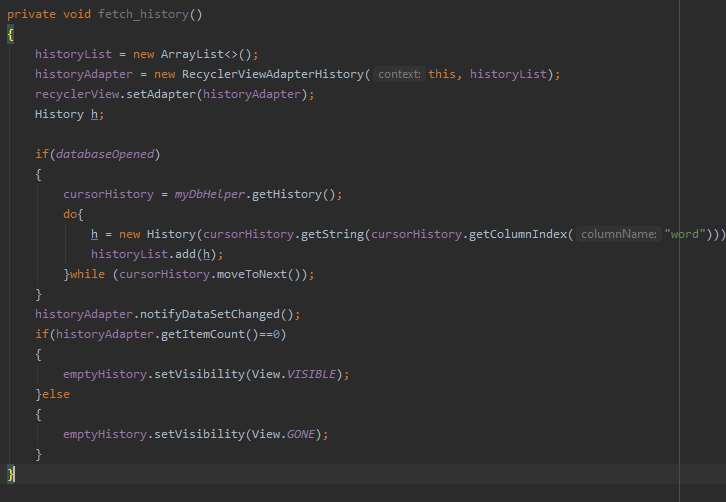 private void fetch_history()
{
    historyList = new ArrayList<>();
    historyAdapter = new RecyclerViewAdapterHistory( context: this, historyList);
    recyclerView.setAdapter(historyAdapter);
    History h;
    if(databaseOpened)
    {
        cursorHistory = myDbHelper.getHistory();
        do{
            h = new History(cursorHistory.getString(cursorHistory.getColumnIndex( columnName: "word")))
            historyList.add(h);
        }while (cursorHistory.moveToNext());
    }
    historyAdapter.notifyDataSetChanged();
    if(historyAdapter.getItemCount()==0)
    {
        emptyHistory.setVisibility(View.VISIBLE);
    }else
    {
        emptyHistory.setVisibility(View.GONE);
    }
}